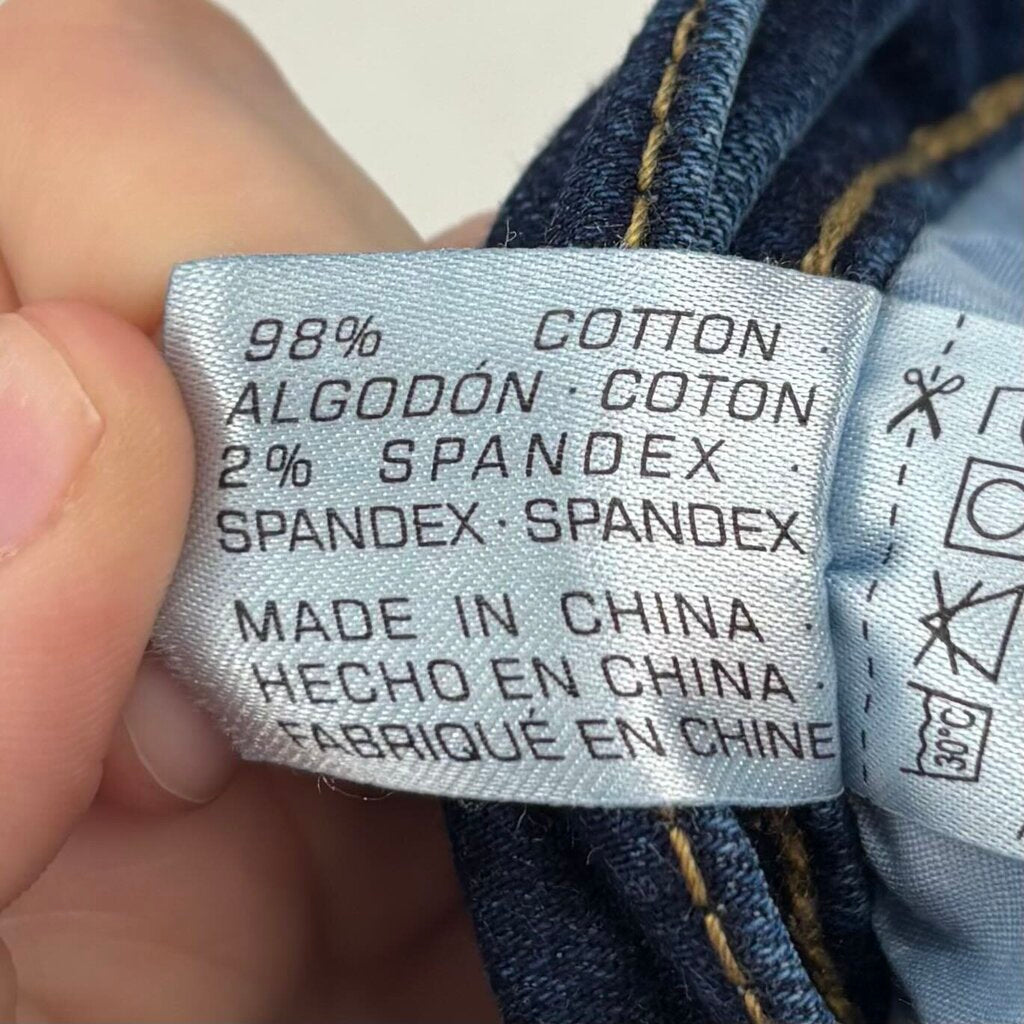 98% COTTON ·
ALGODÓN · COTON
2% SPANDEX ·
SPANDEX · SPANDEX
MADE IN CHINA ·
HECHO EN CHINA ·
FABRIQUÉ EN CHINE
30°C